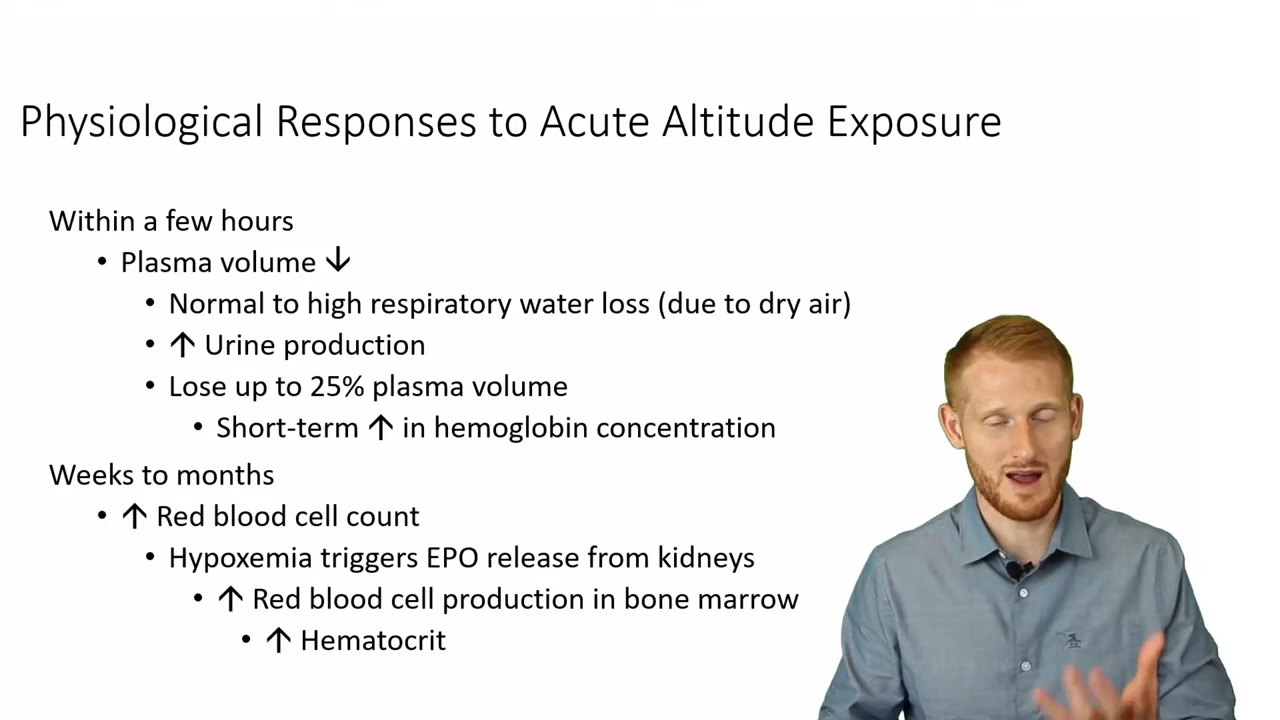 Physiological Responses to Acute Altitude Exposure
Within a few hours
• Plasma volume ↓
• Normal to high respiratory water loss (due to dry air)
• ↑ Urine production
• Lose up to 25% plasma volume
• Short-term ↑ in hemoglobin concentration
Weeks to months
• ↑ Red blood cell count
• Hypoxemia triggers EPO release from kidneys
• ↑ Red blood cell production in bone marrow
• ↑ Hematocrit